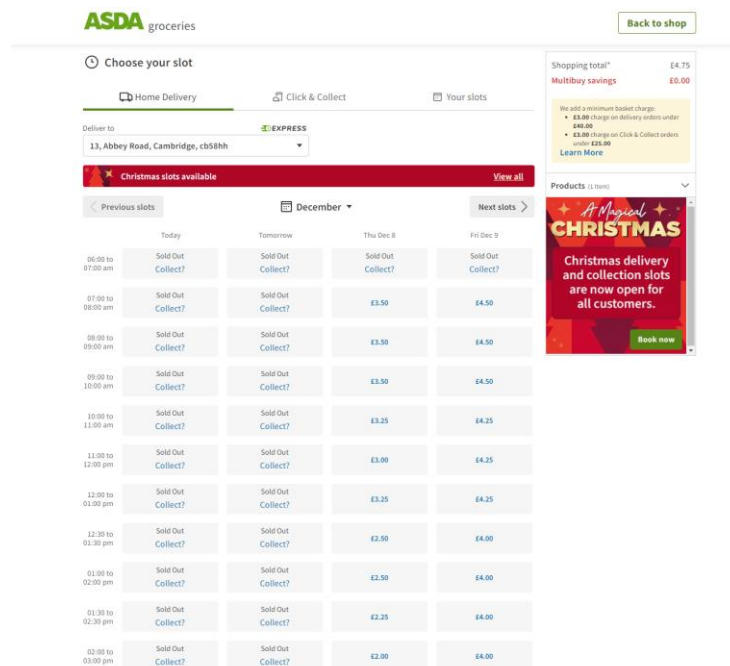 ASDA groceries
Back to shop
Choose your slot
Home Delivery
Click & Collect
Your slots
Deliver to
EXPRESS
13, Abbey Road, Cambridge, cb58hh
Christmas slots available
View all
Previous slots
December
Next slots
Today Tomorrow Thu Dec 8 Fri Dec 9
06:00 to
07:00 am
Sold Out Sold Out Sold Out Sold Out
Collect? Collect? Collect? Collect?
07:00 to
08:00 am
Sold Out Sold Out
Collect? Collect?
£3.50 £4.50
08:00 to
09:00 am
Sold Out Sold Out
Collect? Collect?
£3.50 £4.50
09:00 to
10:00 am
Sold Out Sold Out
Collect? Collect?
£3.50 £4.50
10:00 to
11:00 am
Sold Out Sold Out
Collect? Collect?
£3.25 £4.25
11:00 to
12:00 pm
Sold Out Sold Out
Collect? Collect?
£3.00 £4.25
12:00 to
01:00 pm
Sold Out Sold Out
Collect? Collect?
£3.25 £4.25
12:30 to
01:30 pm
Sold Out Sold Out
Collect? Collect?
£2.50 £4.00
01:00 to
02:00 pm
Sold Out Sold Out
Collect? Collect?
£2.50 £4.00
01:30 to
02:30 pm
Sold Out Sold Out
Collect? Collect?
£2.25 £4.00
02:00 to
03:00 pm
Sold Out Sold Out
Collect? Collect?
£2.00 £4.00
Shopping total* £4.75
Multibuy savings £0.00
We add a minimum basket charge:
• £3.00 charge on delivery orders under
£40.00
• £3.00 charge on Click & Collect orders
under £25.00
Learn More
Products (1 item)
A Magical
CHRISTMAS
Christmas delivery
and collection slots
are now open for
all customers.
Book now